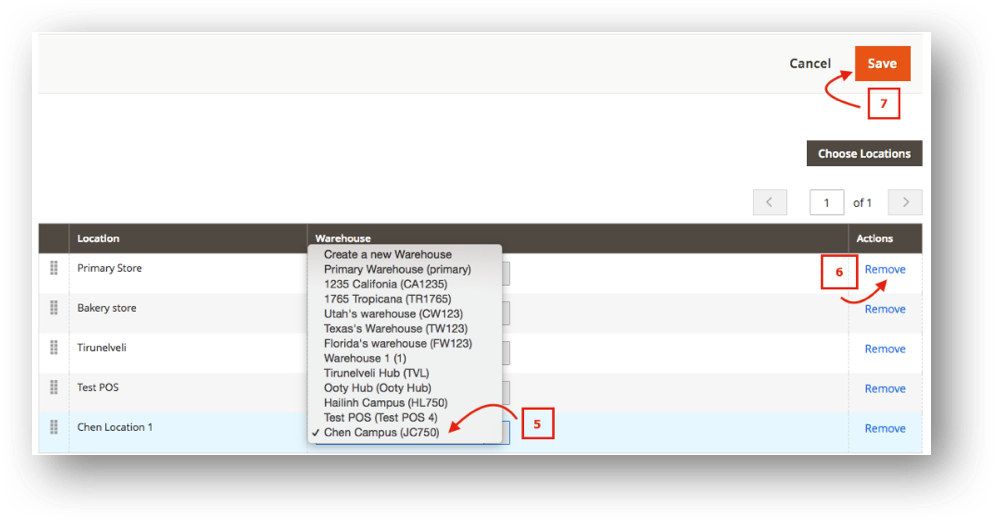 Cancel
Save
7
Choose Locations
1 of 1
Location Warehouse Actions
Create a new Warehouse
Primary Store Primary Warehouse (primary) 6 Remove
1235 Califonia (CA1235)
1765 Tropicana (TR1765)
Bakery store Utah's warehouse (CW123) Remove
Texas's Warehouse (TW123)
Florida's warehouse (FW123)
Tirunelveli Warehouse 1 (1) Remove
Tirunelveli Hub (TVL)
Test POS Ooty Hub (Ooty Hub) Remove
Hailinh Campus (HL750)
Test POS (Test POS 4)
Chen Location 1 ✓ Chen Campus (JC750) 5 Remove